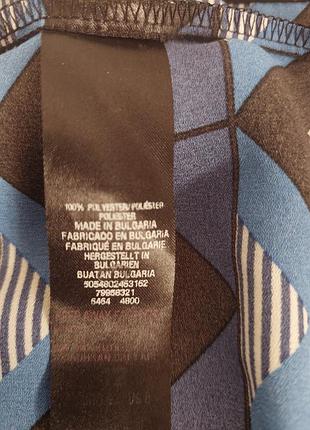 100% POLYESTER/POLIÉSTER
POLYESTER
MADE IN BULGARIA
FABRICADO EN BULGARIA
FABRIQUÉ EN BULGARIE
HERGESTELLT IN
BULGARIEN
BUATAN BULGARIA
5054802463162
79958321
6464 4800